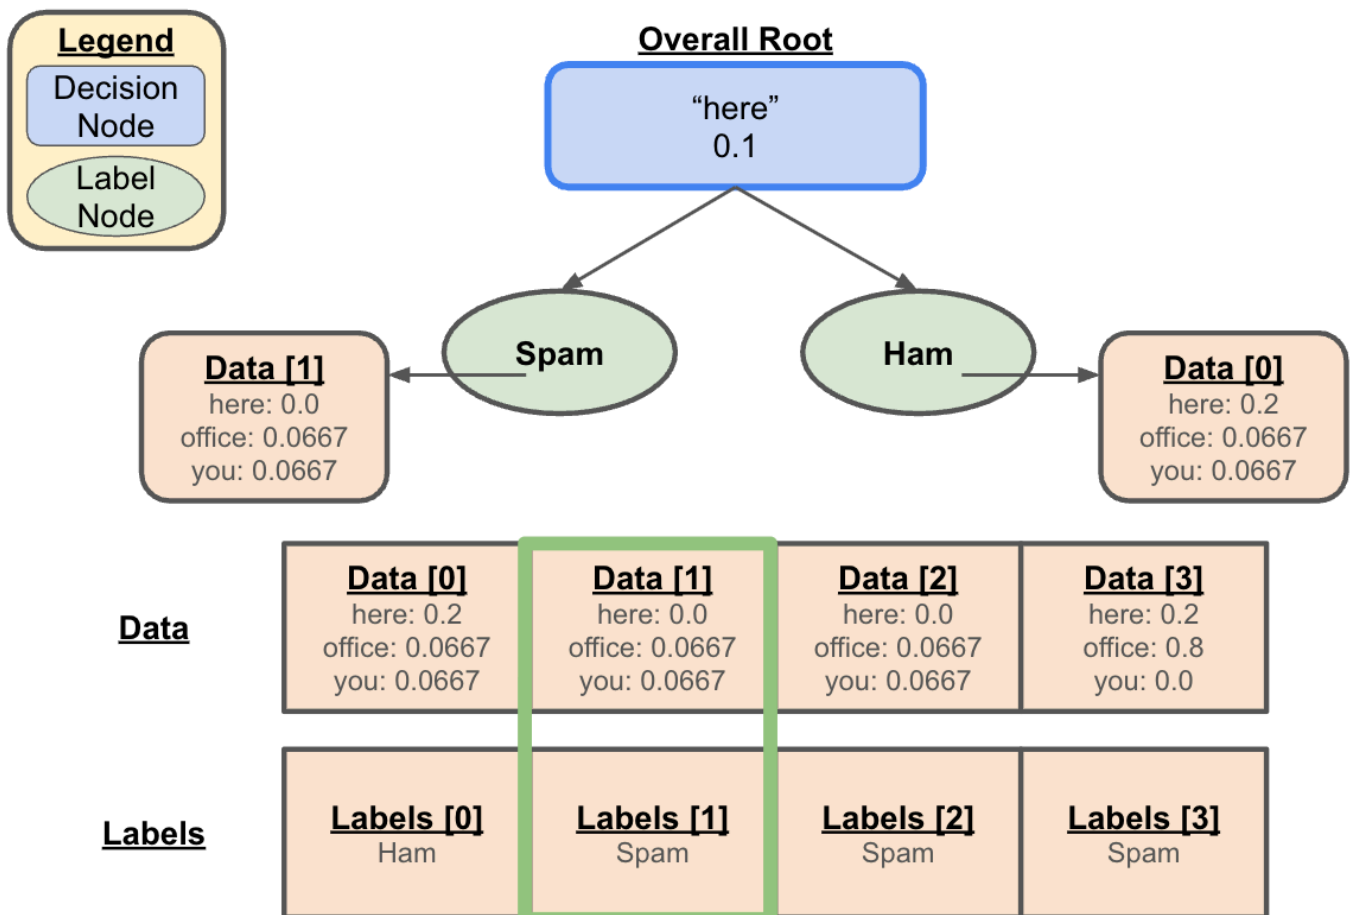 Legend
Decision
Node
Label
Node
Overall Root
“here”
0.1
Spam
Ham
Data [1]
here: 0.0
office: 0.0667
you: 0.0667
Data [0]
here: 0.2
office: 0.0667
you: 0.0667
Data
Data [0]
here: 0.2
office: 0.0667
you: 0.0667
Data [1]
here: 0.0
office: 0.0667
you: 0.0667
Data [2]
here: 0.0
office: 0.0667
you: 0.0667
Data [3]
here: 0.2
office: 0.8
you: 0.0
Labels
Labels [0]
Ham
Labels [1]
Spam
Labels [2]
Spam
Labels [3]
Spam